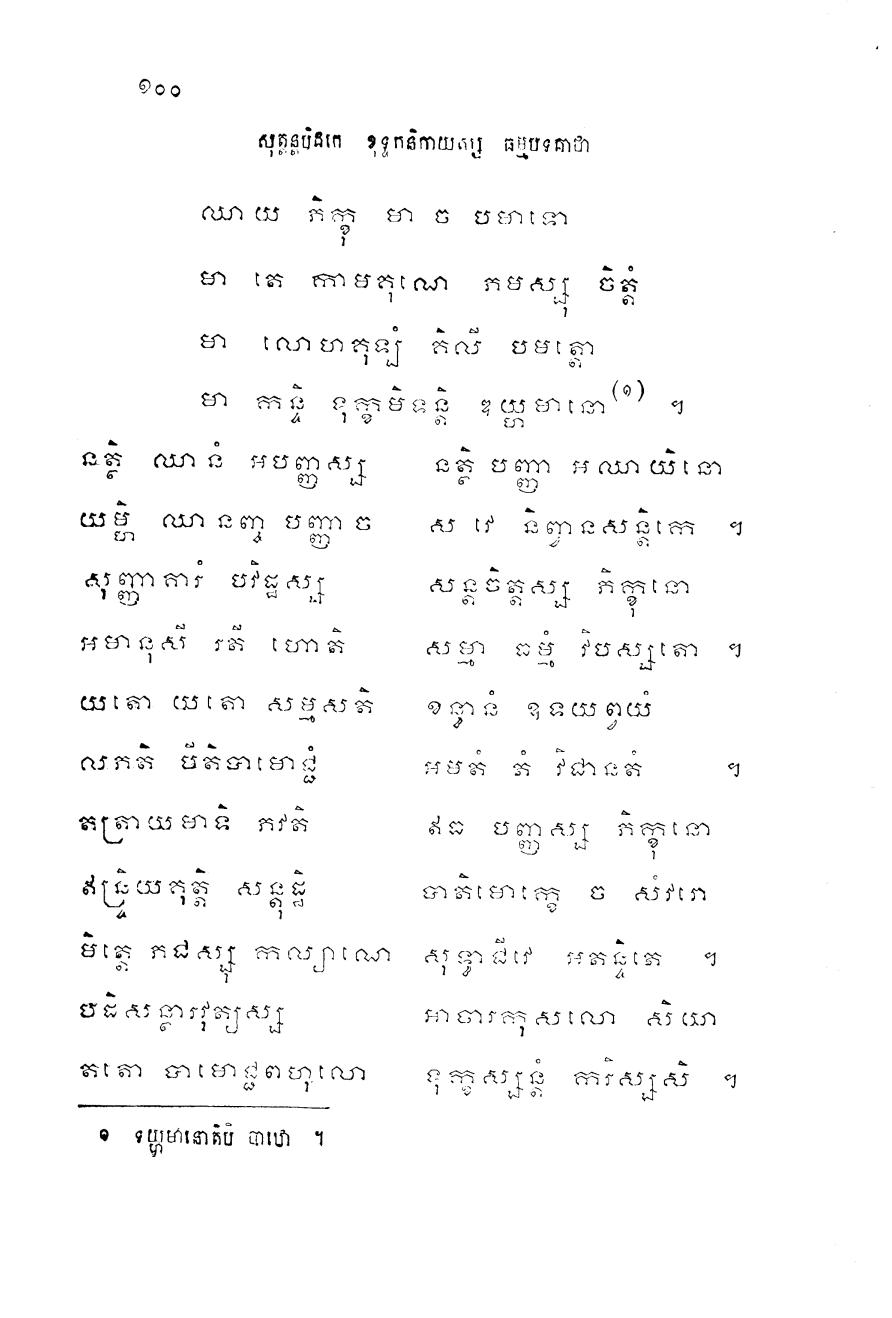 ១០០
សុត្តន្តបិដកេ ខុទ្ទកនិកាយស្ស ធម្មបទគាថា
ឈាយ ភិក្ខុ មា ច បមាទោ
មា តេ កាមគុណេ ភមស្សុ ចិត្តំ
មា លោហគុឡំ គិលី បមត្តោ
មា កន្ទិ ទុក្ខមិទន្តិ ឌយ្ហមានោ(១) ។
នត្ថិ ឈានំ អបញ្ញស្ស នត្ថិ បញ្ញា អឈាយិនោ
យម្ហិ ឈានញ្ច បញ្ញា ច ស វេ និព្វានសន្តិកេ ។
សុញ្ញាគារំ បវិដ្ឋស្ស សន្តចិត្តស្ស ភិក្ខុនោ
អមានុសី រតី ហោតិ សម្មា ធម្មំ វិបស្សតោ ។
យតោ យតោ សម្មសតិ ខន្ធានំ ឧទយព្វយំ
លភតិ បីតិបាមោជ្ជំ អមតំ តំ វិជានតំ ។
តត្រាយមាទិ ភវតិ ឥធ បញ្ញស្ស ភិក្ខុនោ
ឥន្ទ្រិយគុត្តិ សន្តុដ្ឋិ បាតិមោក្ខេ ច សំវរោ
មិត្តេ ភជស្សុ កល្យាណេ សុទ្ធាជីវេ អតន្ទិតេ ។
បដិសន្ថារវុត្យស្ស អាចារកុសលោ សិយា
តតោ បាមោជ្ជពហុលោ ទុក្ខស្សន្តំ ករិស្សសិ ។
១ ទយ្ហមានោតិបិ បាឋោ ។